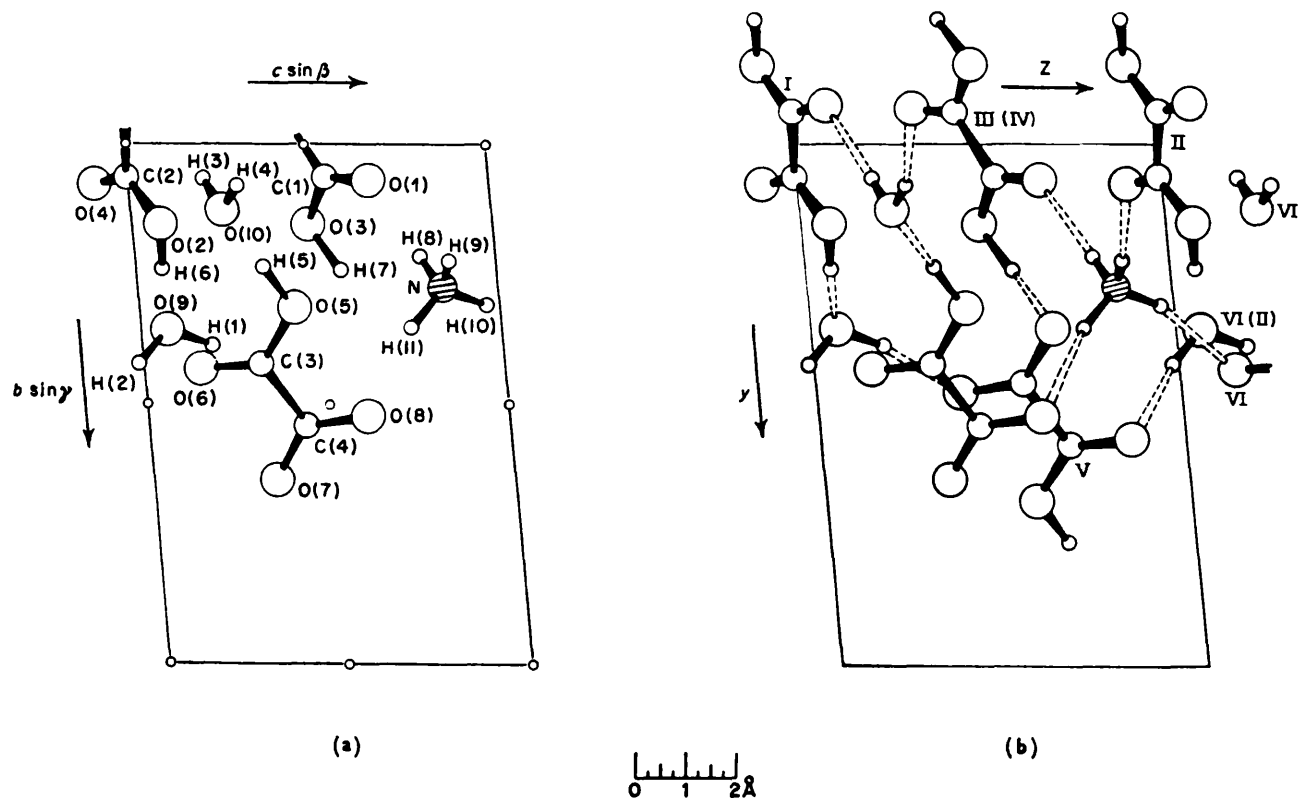 c sin β
H(3)
H(4)
C(2)
C(1)
O(1)
O(4)
O(2)
O(10)
O(3)
H(8)
H(9)
H(6)
H(5)
H(7)
N
O(9)
O(5)
H(1)
H(10)
H(11)
C(3)
H(2)
O(6)
b sin γ
O(8)
C(4)
O(7)
(a)
Z
I
III (IV)
II
VI
VI (II)
VI
y
V
(b)
0 1 2Å